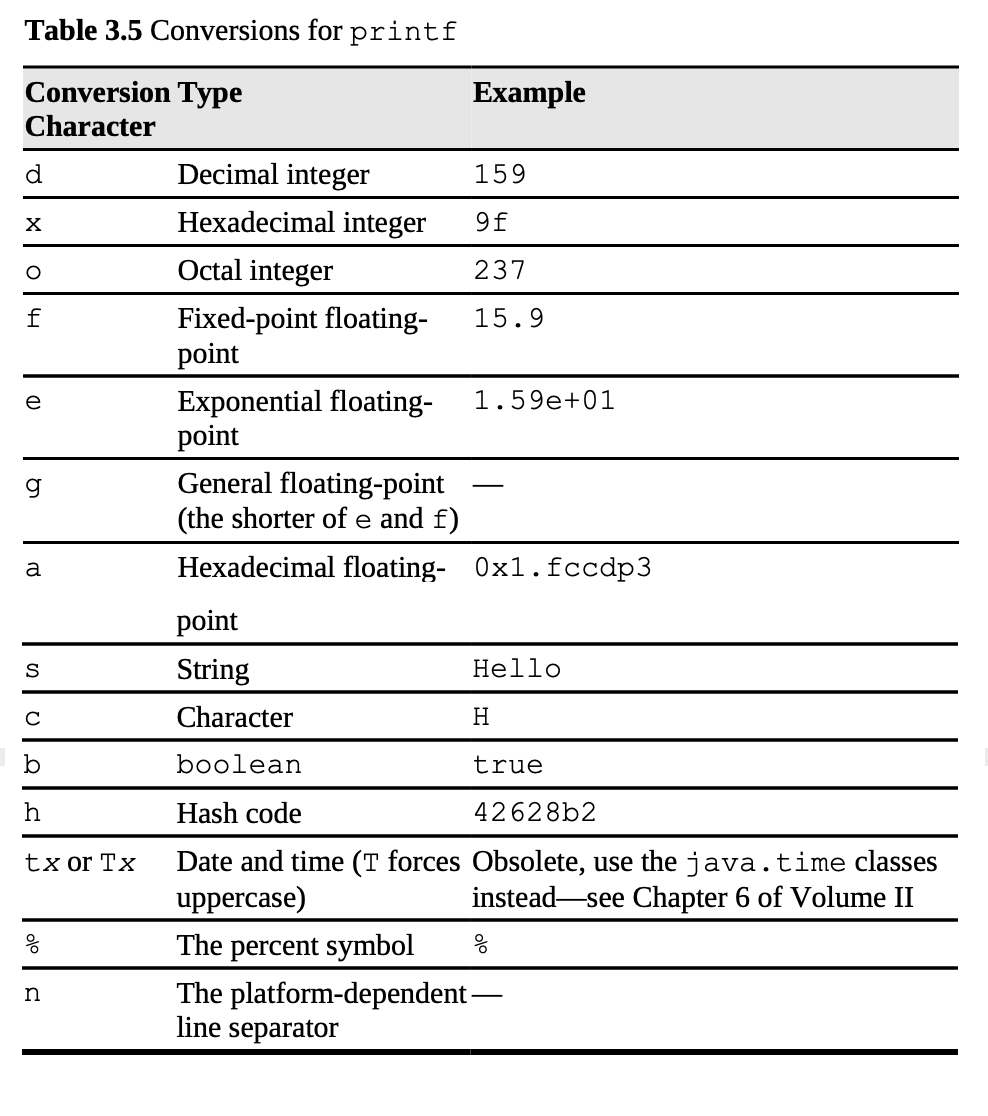 Table 3.5 Conversions for printf
Conversion Type Example
Character
d Decimal integer 159
x Hexadecimal integer 9f
o Octal integer 237
f Fixed-point floating- 15.9
point
e Exponential floating- 1.59e+01
point
g General floating-point —
(the shorter of e and f)
a Hexadecimal floating- 0x1.fccdp3
point
s String Hello
c Character H
b boolean true
h Hash code 42628b2
tx or Tx Date and time (T forces Obsolete, use the java.time classes
uppercase) instead—see Chapter 6 of Volume II
% The percent symbol %
n The platform-dependent —
line separator